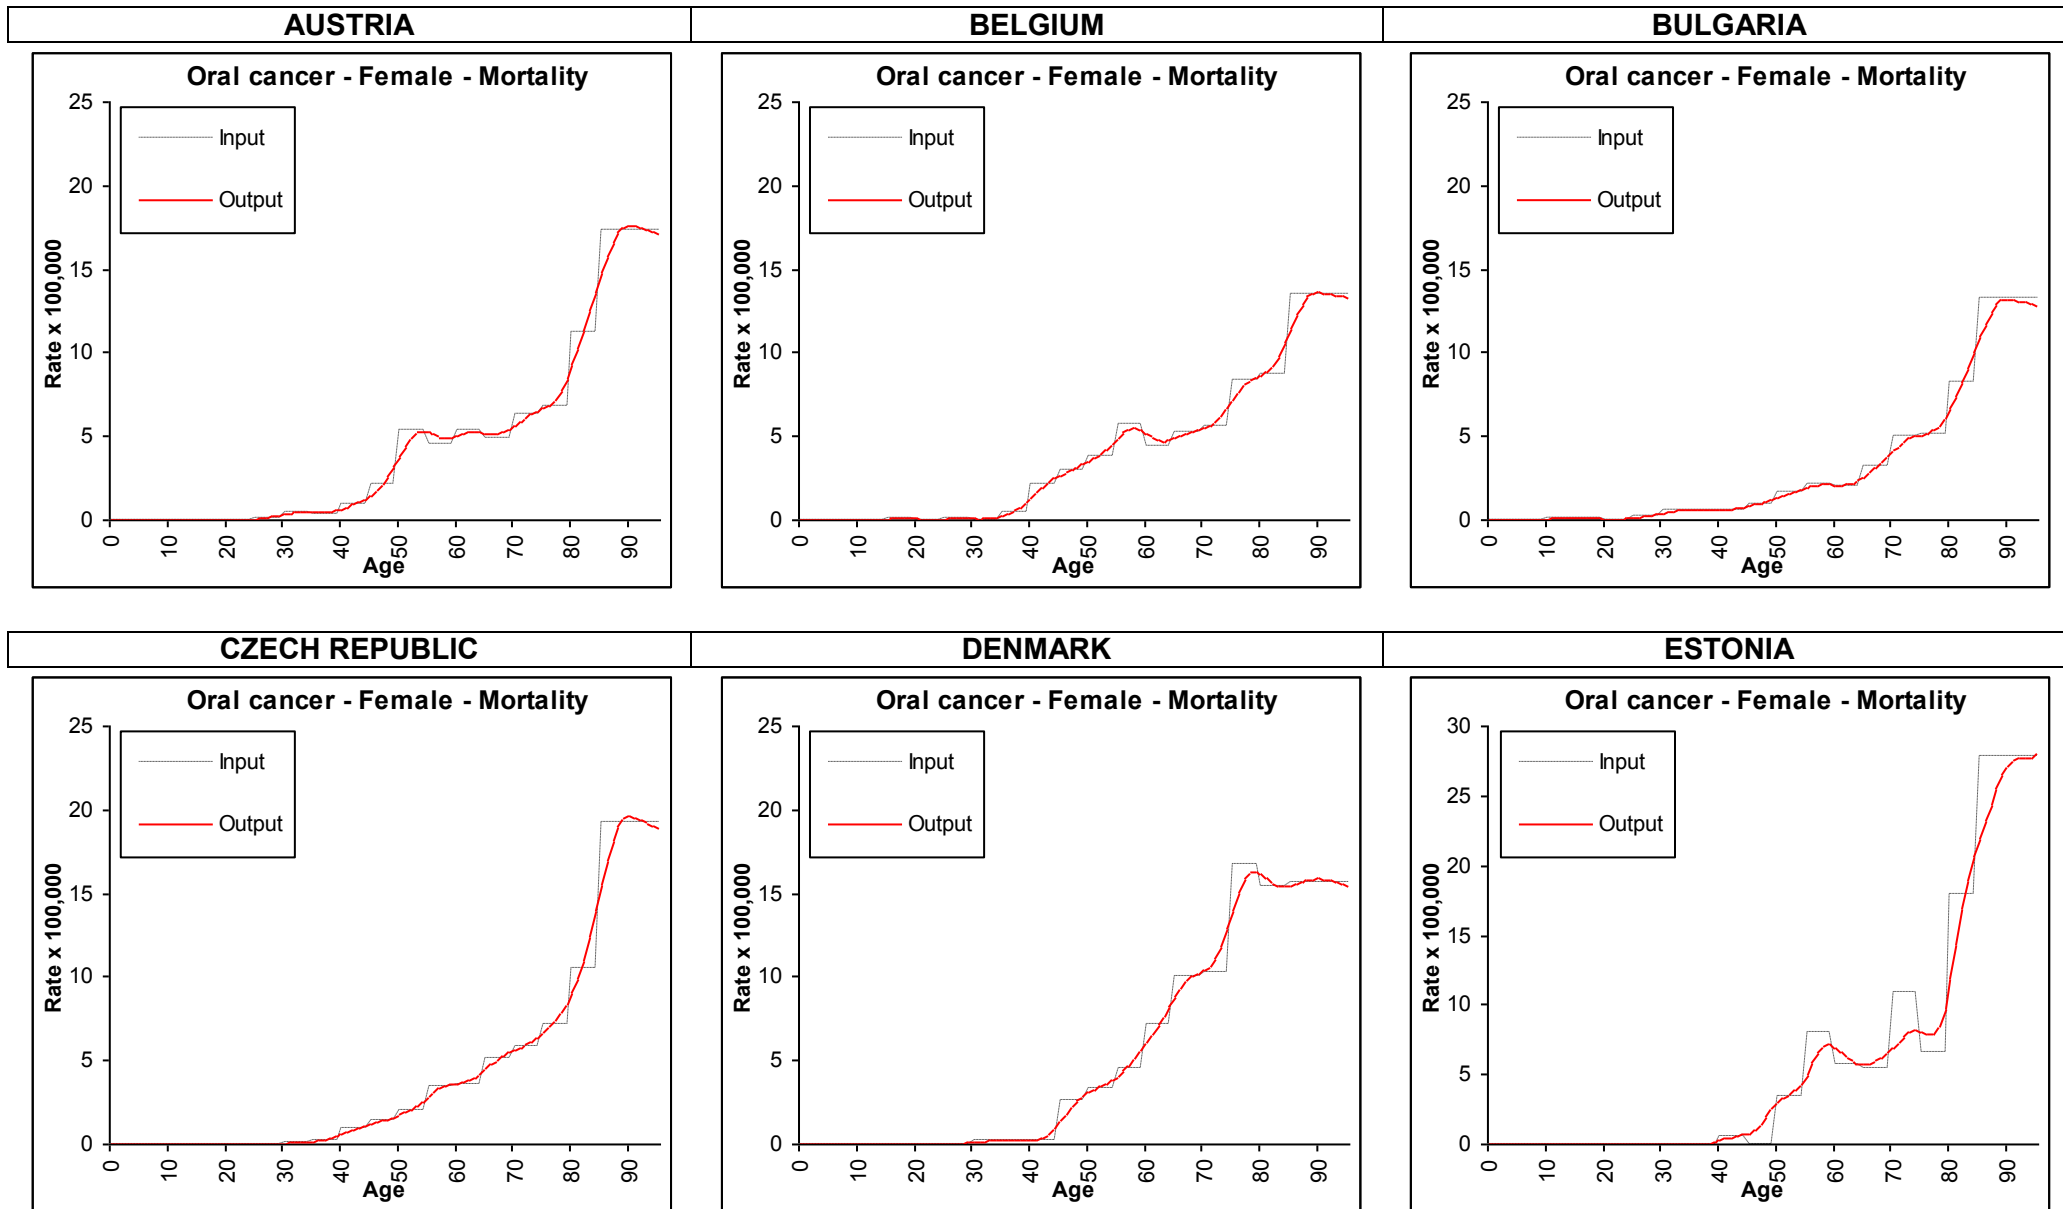 AUSTRIA BELGIUM BULGARIA
Oral cancer - Female - Mortality
25
20
15
10
5
0
Rate x 100,000
Input
Output
0 10 20 30 40 50 60 70 80 90
Age
Oral cancer - Female - Mortality
25
20
15
10
5
0
Rate x 100,000
Input
Output
0 10 20 30 40 50 60 70 80 90
Age
Oral cancer - Female - Mortality
25
20
15
10
5
0
Rate x 100,000
Input
Output
0 10 20 30 40 50 60 70 80 90
Age
CZECH REPUBLIC DENMARK ESTONIA
Oral cancer - Female - Mortality
25
20
15
10
5
0
Rate x 100,000
Input
Output
0 10 20 30 40 50 60 70 80 90
Age
Oral cancer - Female - Mortality
25
20
15
10
5
0
Rate x 100,000
Input
Output
0 10 20 30 40 50 60 70 80 90
Age
Oral cancer - Female - Mortality
30
25
20
15
10
5
0
Rate x 100,000
Input
Output
0 10 20 30 40 50 60 70 80 90
Age